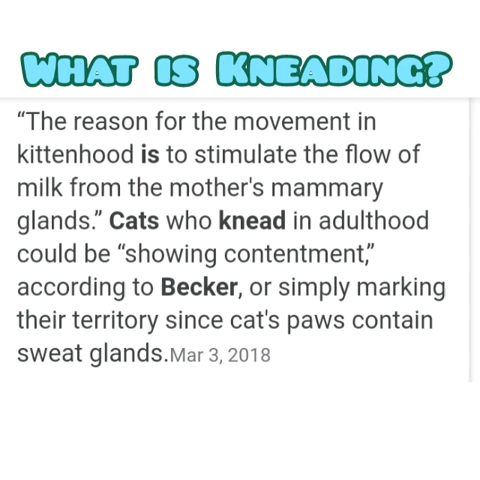 What is Kneading?
“The reason for the movement in
kittenhood is to stimulate the flow of
milk from the mother's mammary
glands.” Cats who knead in adulthood
could be “showing contentment,”
according to Becker, or simply marking
their territory since cat's paws contain
sweat glands. Mar 3, 2018